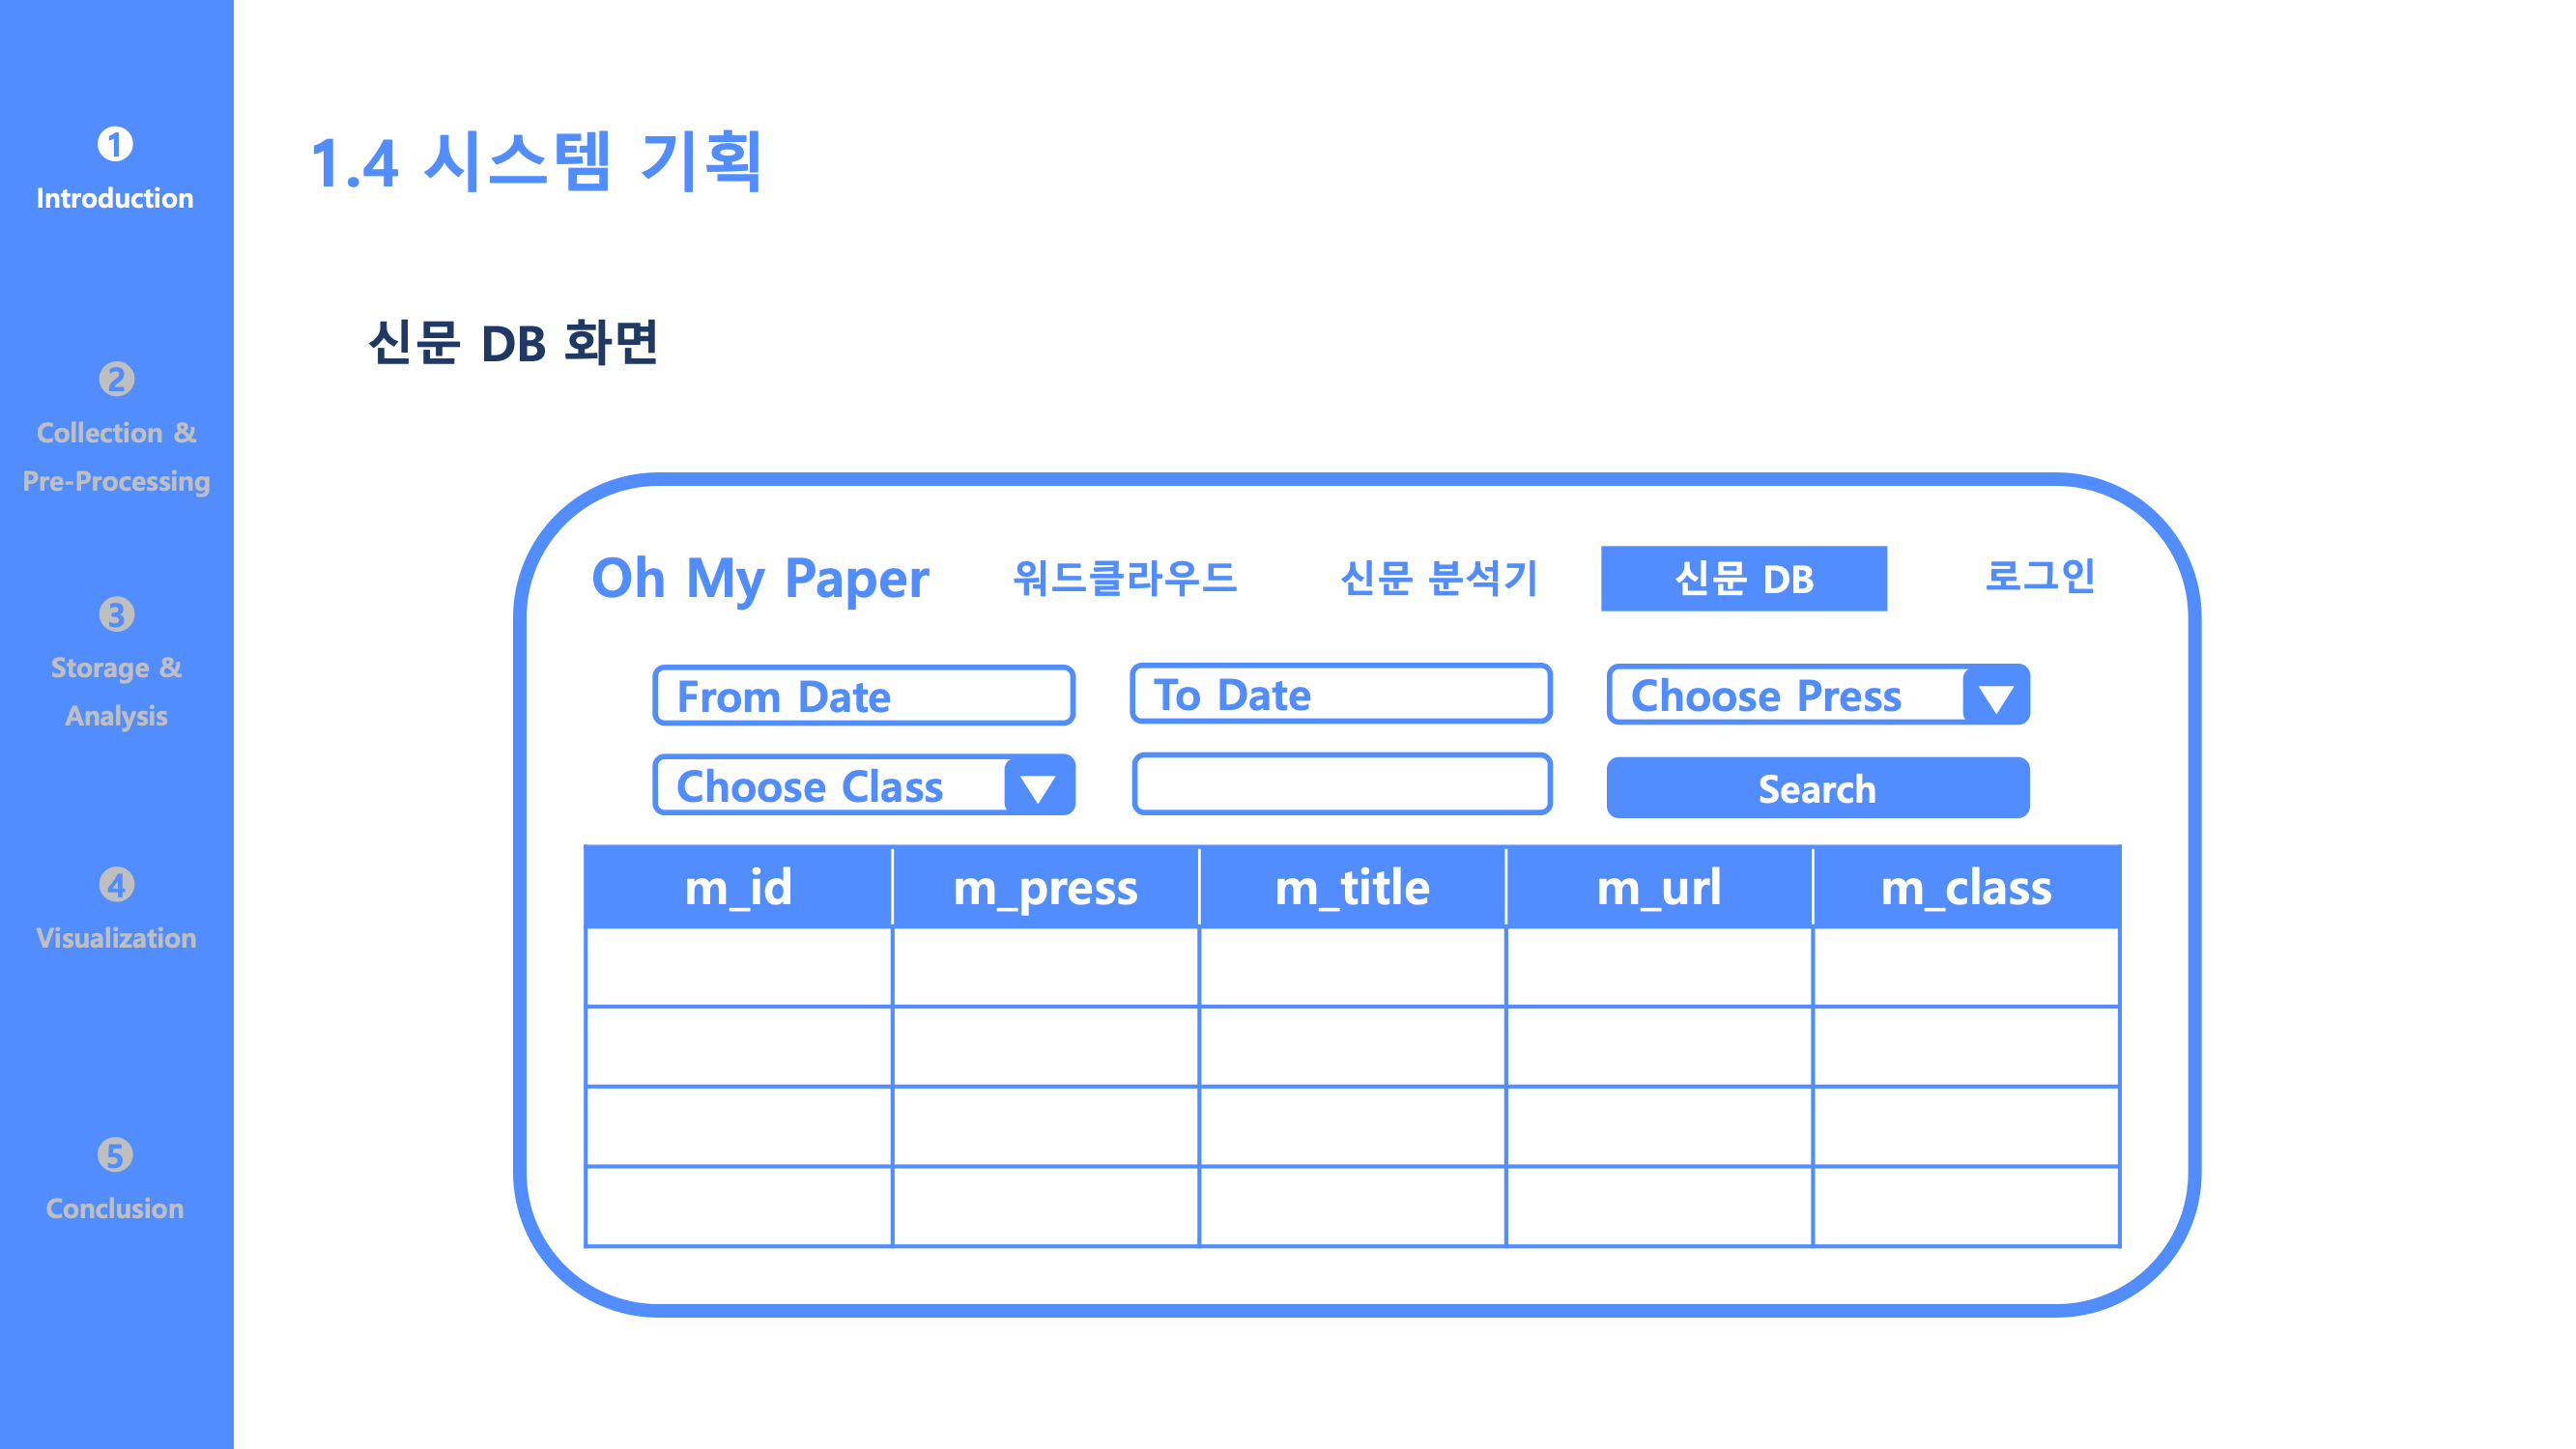 1
Introduction
2
Collection &
Pre-Processing
3
Storage &
Analysis
4
Visualization
5
Conclusion
1.4 시스템 기획
신문 DB 화면
Oh My Paper 워드클라우드 신문 분석기 신문 DB 로그인
From Date To Date Choose Press
Choose Class Search
m_id m_press m_title m_url m_class